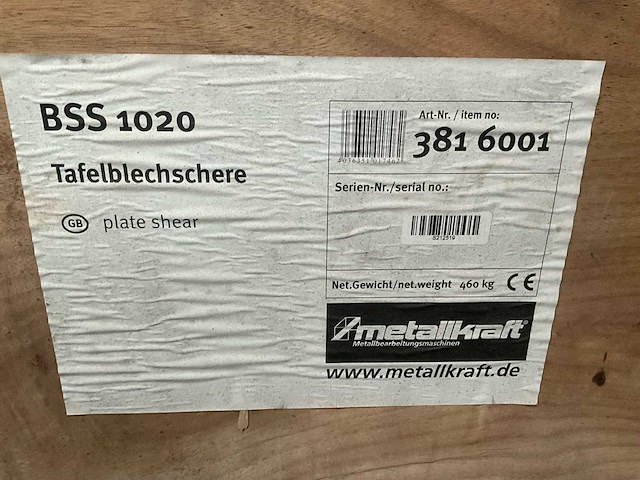 BSS 1020
Tafelblechschere
GB plate shear
Art-Nr. / item no:
381 6001
Serien-Nr./serial no.:
Net.Gewicht/net.weight 460 kg CE
metallkraft®
Metallbearbeitungsmaschinen
www.metallkraft.de